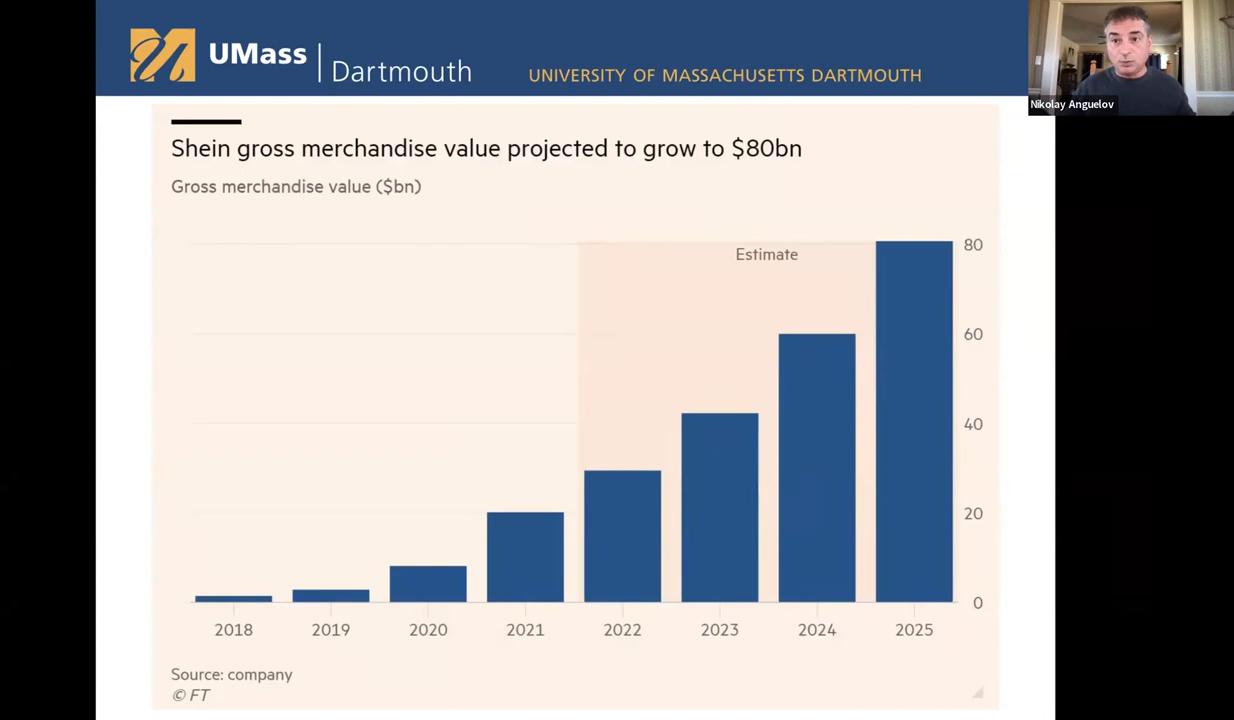 UMass
Dartmouth
UNIVERSITY OF MASSACHUSETTS DARTMOUTH
Nikolay Anguelov
Shein gross merchandise value projected to grow to $80bn
Gross merchandise value ($bn)
Estimate
80
60
40
20
0
2018 2019 2020 2021 2022 2023 2024 2025
Source: company
© FT